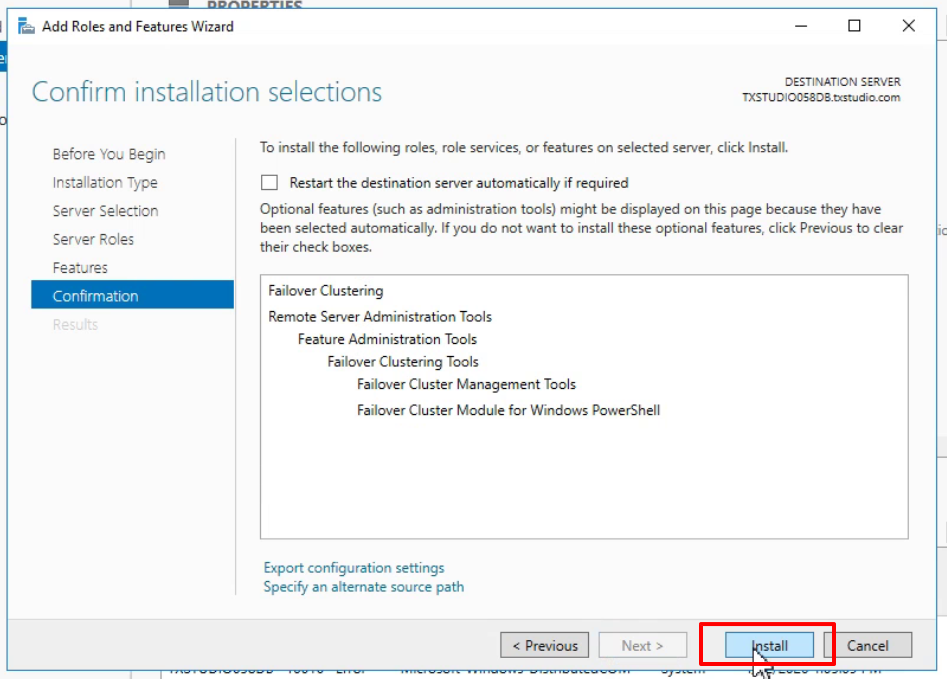 PROPERTIES
Add Roles and Features Wizard
Confirm installation selections
DESTINATION SERVER
TXSTUDIO058DB.txstudio.com
Before You Begin
Installation Type
Server Selection
Server Roles
Features
Confirmation
Results
To install the following roles, role services, or features on selected server, click Install.
Restart the destination server automatically if required
Optional features (such as administration tools) might be displayed on this page because they have
been selected automatically. If you do not want to install these optional features, click Previous to clear
their check boxes.
Failover Clustering
Remote Server Administration Tools
Feature Administration Tools
Failover Clustering Tools
Failover Cluster Management Tools
Failover Cluster Module for Windows PowerShell
Export configuration settings
Specify an alternate source path
< Previous
Next >
Install
Cancel